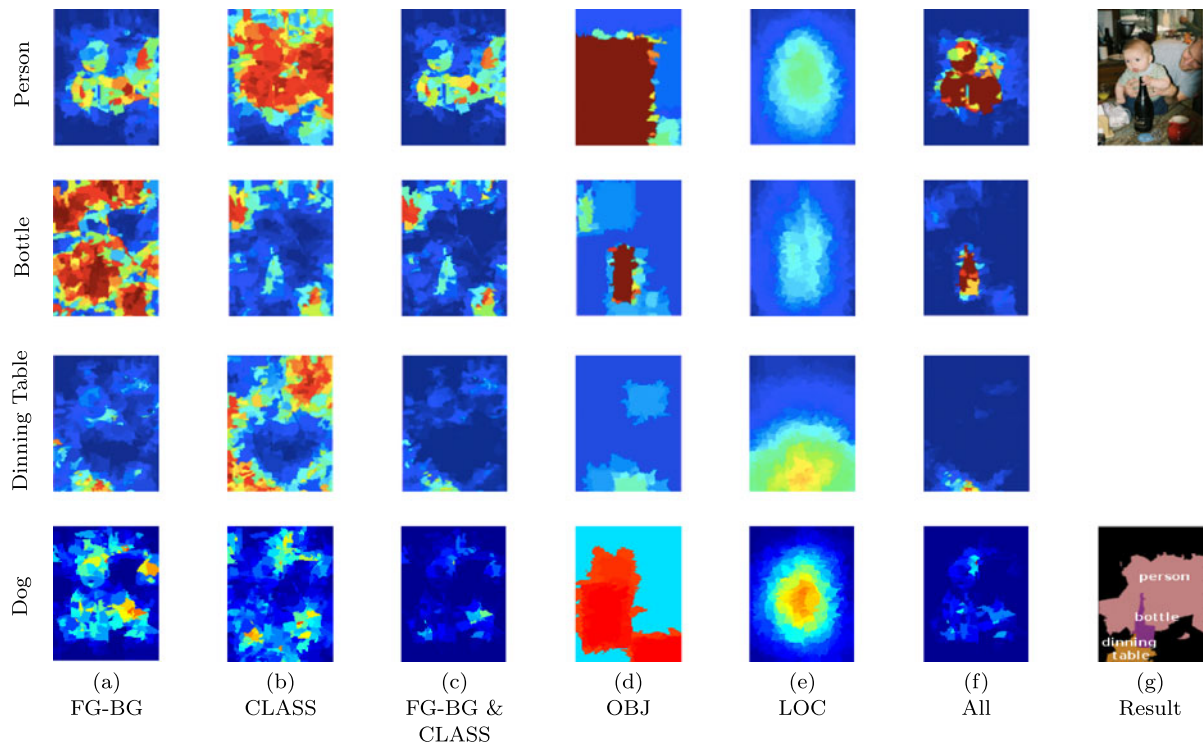 Person
Bottle
Dinning Table
Dog
person
bottle
dinning
table
(a)
FG-BG
(b)
CLASS
(c)
FG-BG &
CLASS
(d)
OBJ
(e)
LOC
(f)
All
(g)
Result